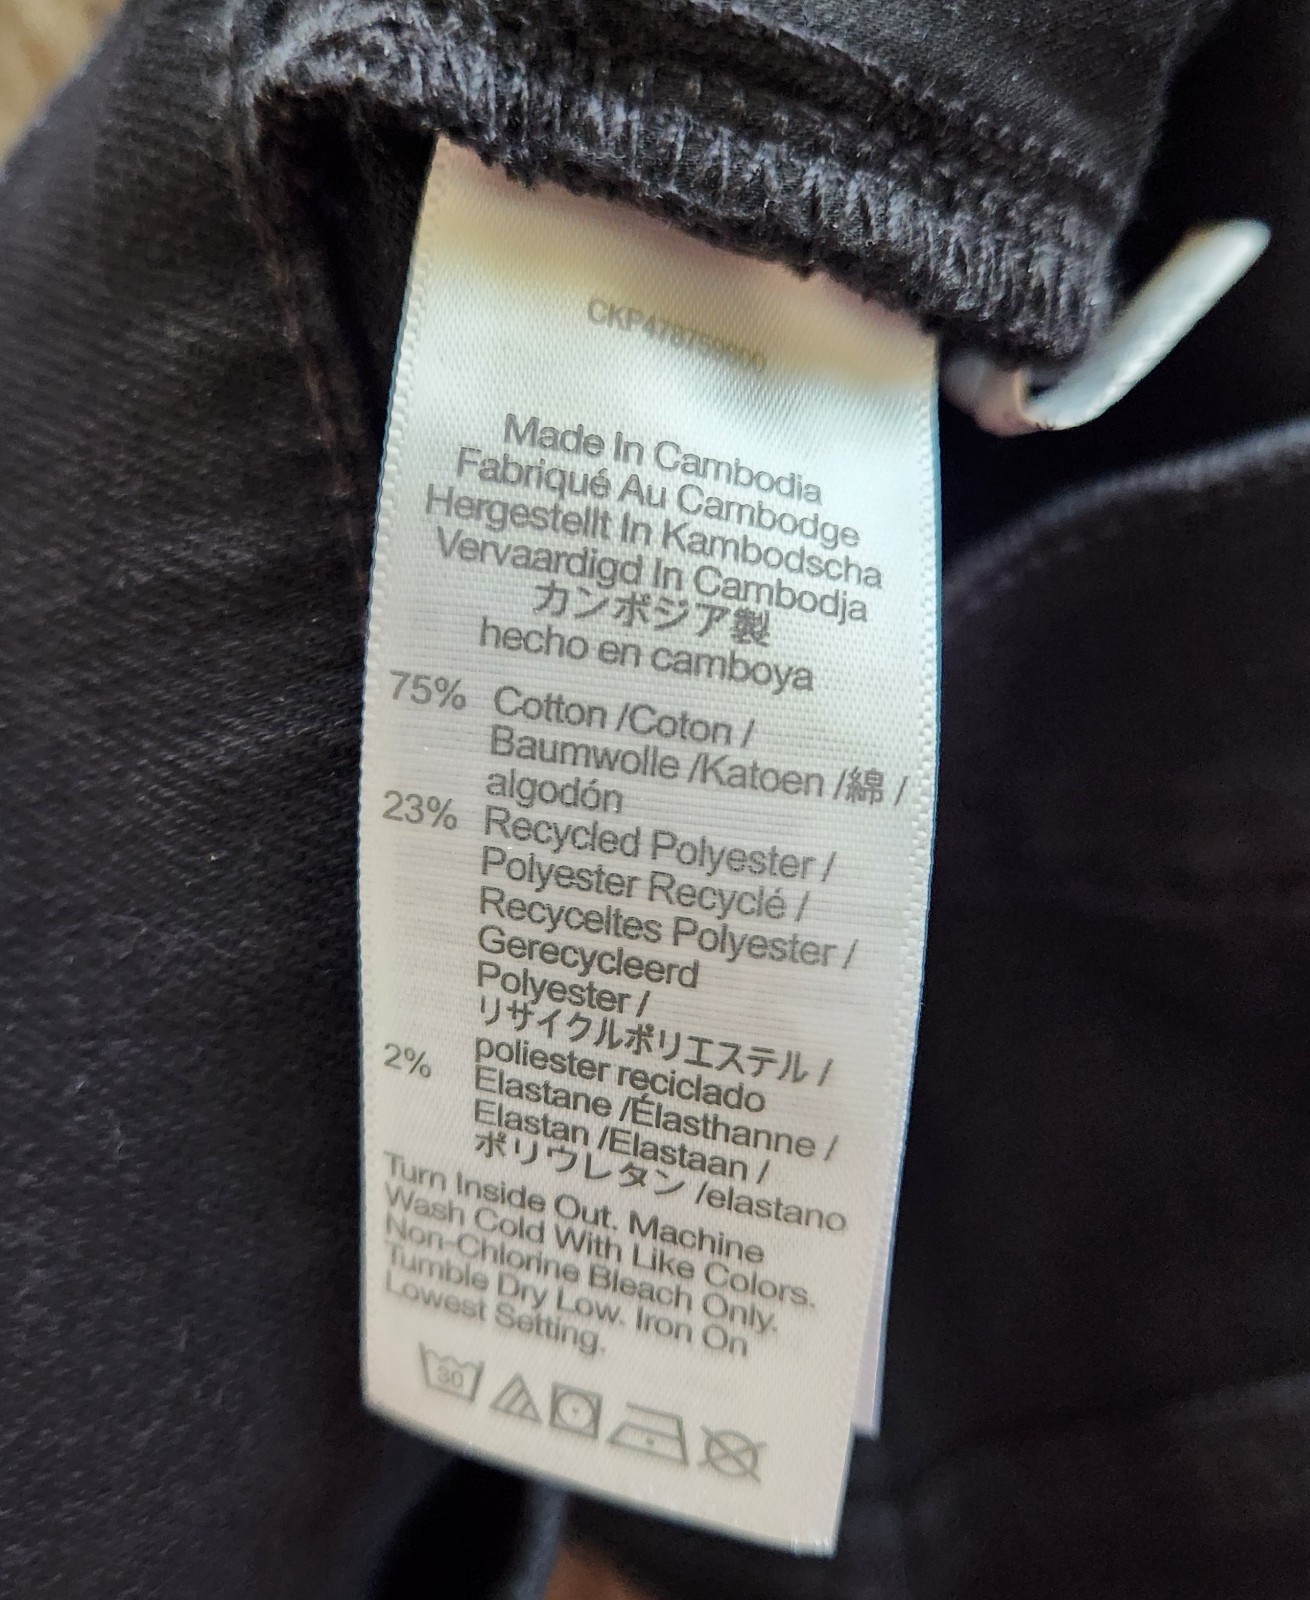 Made In Cambodia
Fabriqué Au Cambodge
Hergestellt In Kambodscha
Vervaardigd In Cambodja
カンボジア製
hecho en camboya
75% Cotton /Coton /
Baumwolle /Katoen /綿 /
algodón
23% Recycled Polyester /
Polyester Recyclé /
Recyceltes Polyester /
Gerecycleerd
Polyester /
リサイクルポリエステル /
poliester reciclado
2% Elastane /Élasthanne /
Elastan /Elastaan /
ポリウレタン /elastano
Turn Inside Out. Machine
Wash Cold With Like Colors.
Non-Chlorine Bleach Only.
Tumble Dry Low. Iron On
Lowest Setting.
30